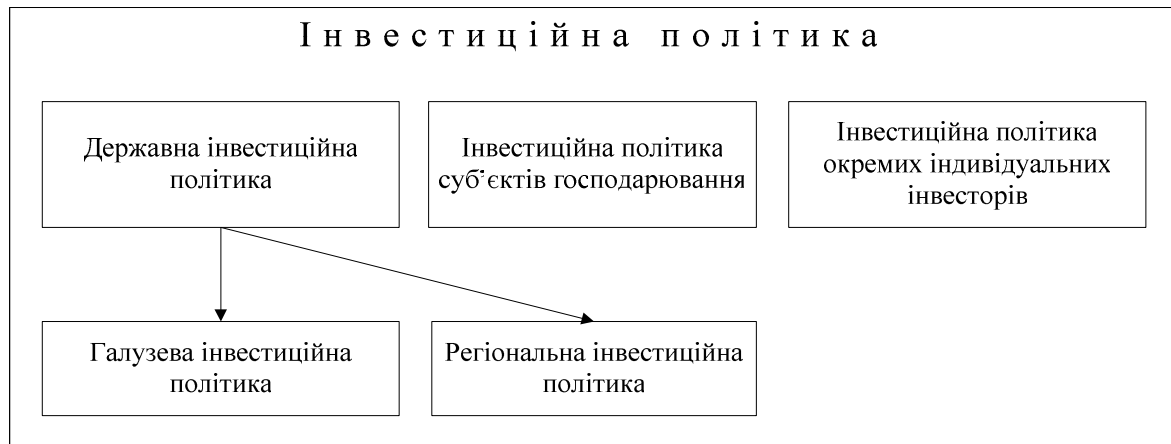 Інвестиційна політика
Державна інвестиційна
політика
Інвестиційна політика
суб'єктів господарювання
Інвестиційна політика
окремих індивідуальних
інвесторів
Галузева інвестиційна
політика
Регіональна інвестиційна
політика